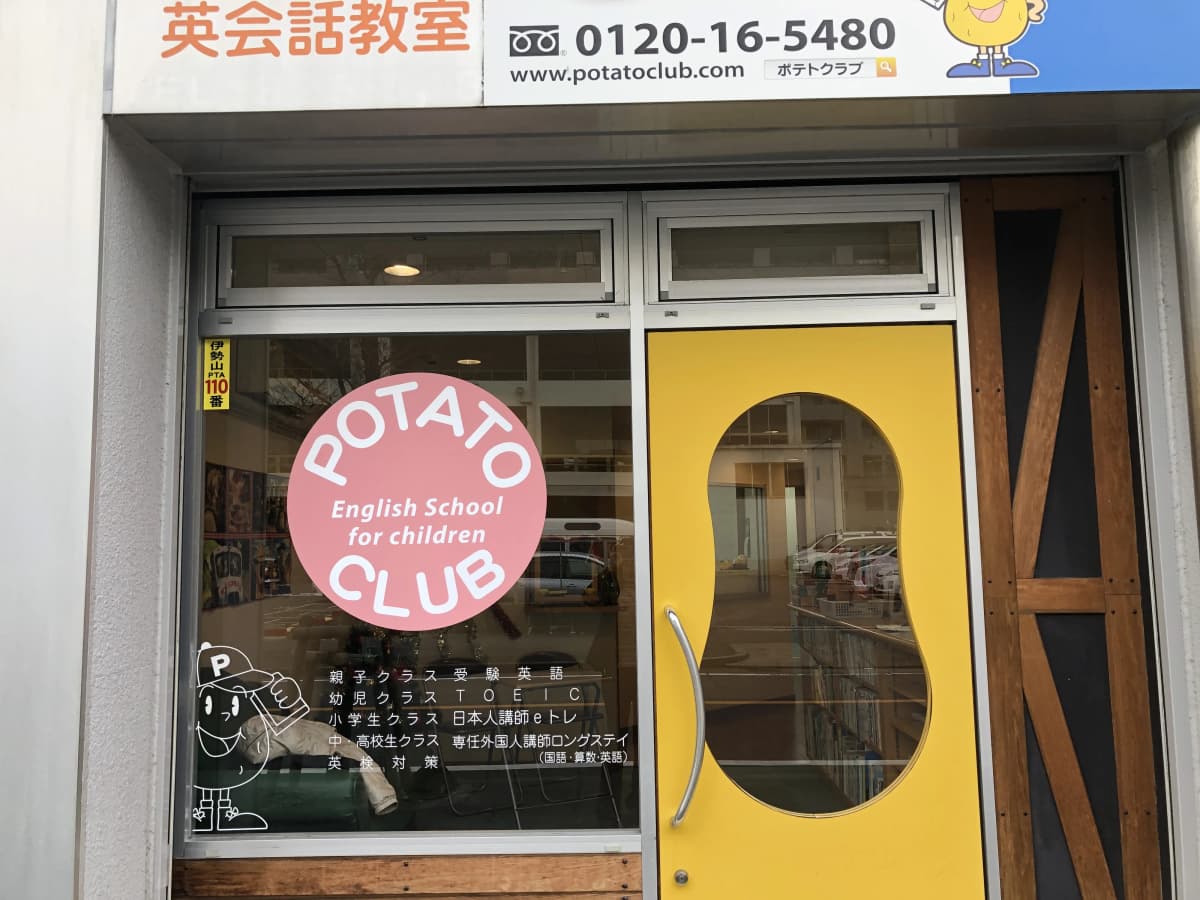 英会話教室
0120-16-5480
www.potatoclub.com ポテトクラブ
伊勢山
PTA
110
番
POTATO
English School
for children
CLUB
P
親子クラス 受験英語
幼児クラス TOEIC
小学生クラス 日本人講師eトレ
中・高校生クラス 専任外国人講師ロングステイ
英検対策 (国語・算数・英語)